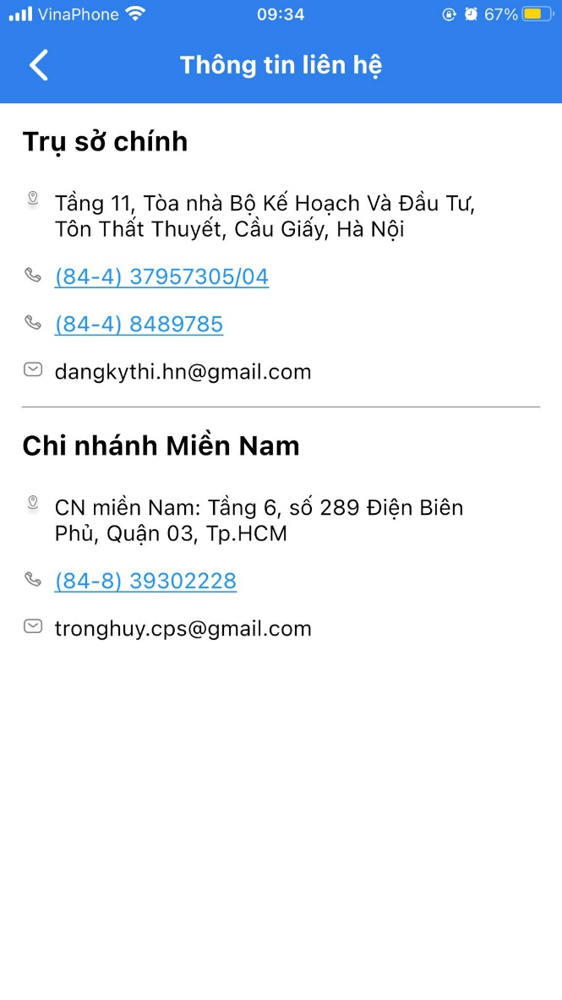 VinaPhone 09:34 67%
Thông tin liên hệ
Trụ sở chính
Tầng 11, Tòa nhà Bộ Kế Hoạch Và Đầu Tư,
Tôn Thất Thuyết, Cầu Giấy, Hà Nội
(84-4) 37957305/04
(84-4) 8489785
dangkythi.hn@gmail.com
Chi nhánh Miền Nam
CN miền Nam: Tầng 6, số 289 Điện Biên
Phủ, Quận 03, Tp.HCM
(84-8) 39302228
tronghuy.cps@gmail.com